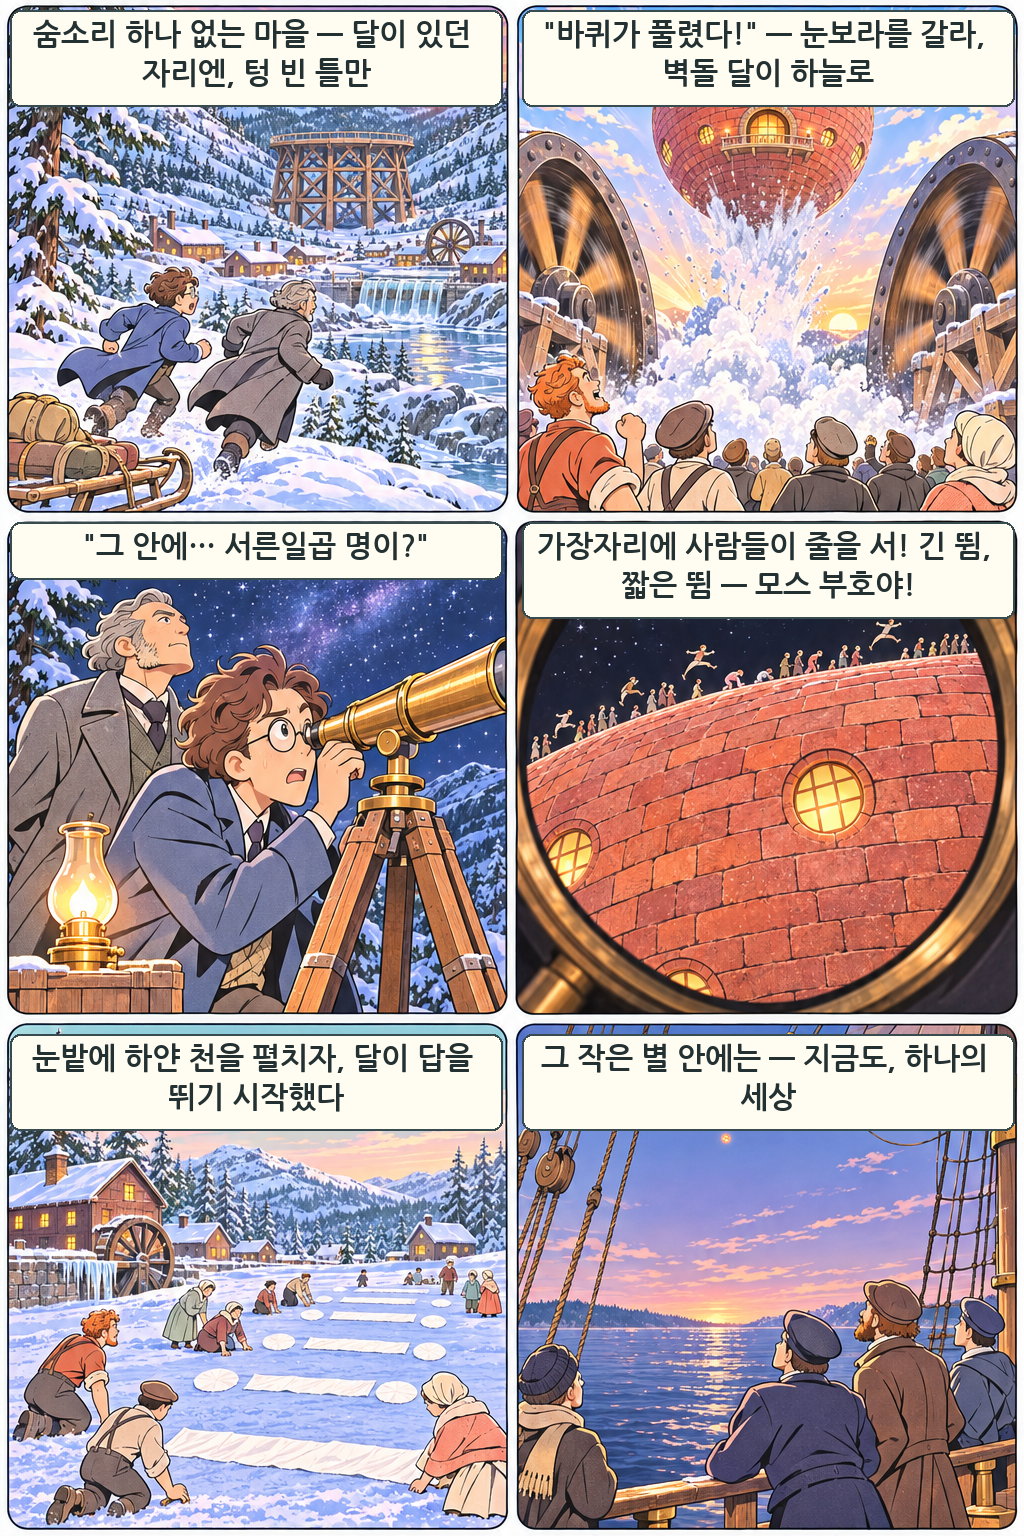 숨소리 하나 없는 마을 — 달이 있던
자리엔, 텅 빈 틀만
"바퀴가 풀렸다!" — 눈보라를 갈라,
벽돌 달이 하늘로
"그 안에… 서른일곱 명이?"
가장자리에 사람들이 줄을 서! 긴 뜀,
짧은 뜀 — 모스 부호야!
눈밭에 하얀 천을 펼치자, 달이 답을
뛰기 시작했다
그 작은 별 안에는 — 지금도, 하나의
세상